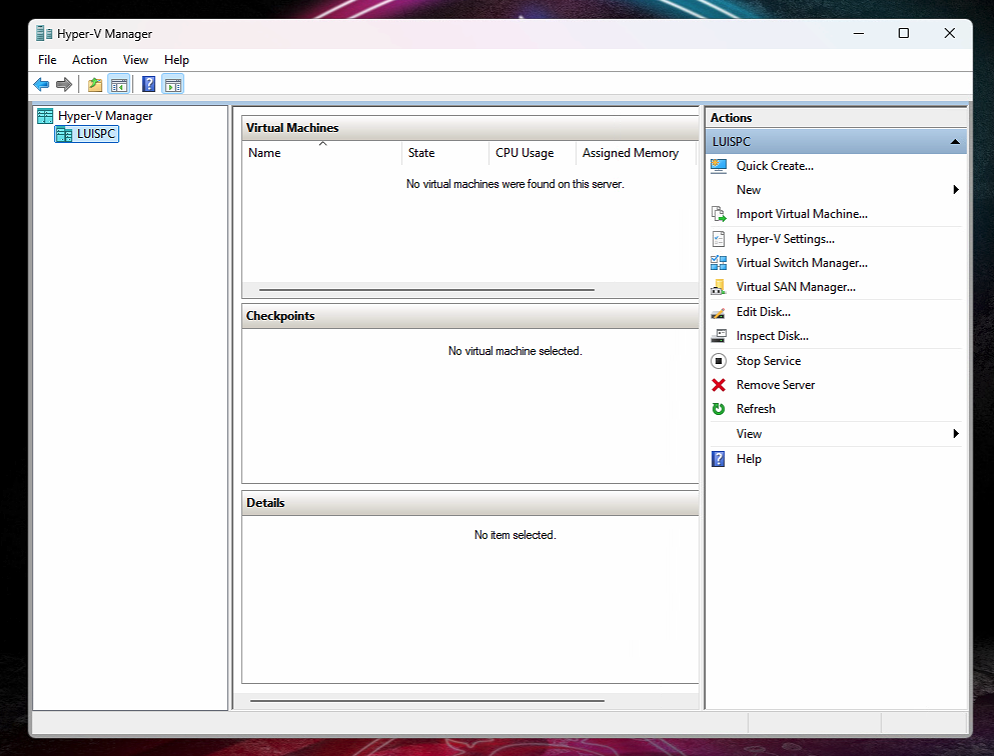 Hyper-V Manager
File Action View Help
Hyper-V Manager
LUISPC
Virtual Machines
Name State CPU Usage Assigned Memory
No virtual machines were found on this server.
Checkpoints
No virtual machine selected.
Details
No item selected.
Actions
LUISPC
Quick Create...
New
Import Virtual Machine...
Hyper-V Settings...
Virtual Switch Manager...
Virtual SAN Manager...
Edit Disk...
Inspect Disk...
Stop Service
Remove Server
Refresh
View
Help